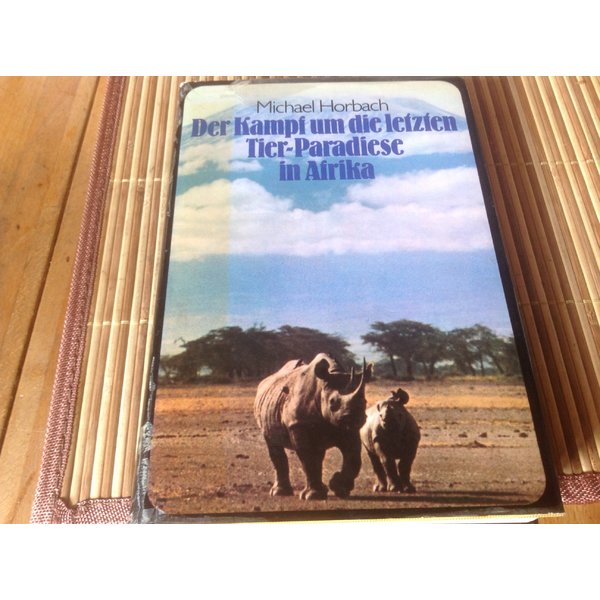 Michael Horbach
Der Kampf um die letzten
Tier-Paradiese
in Afrika